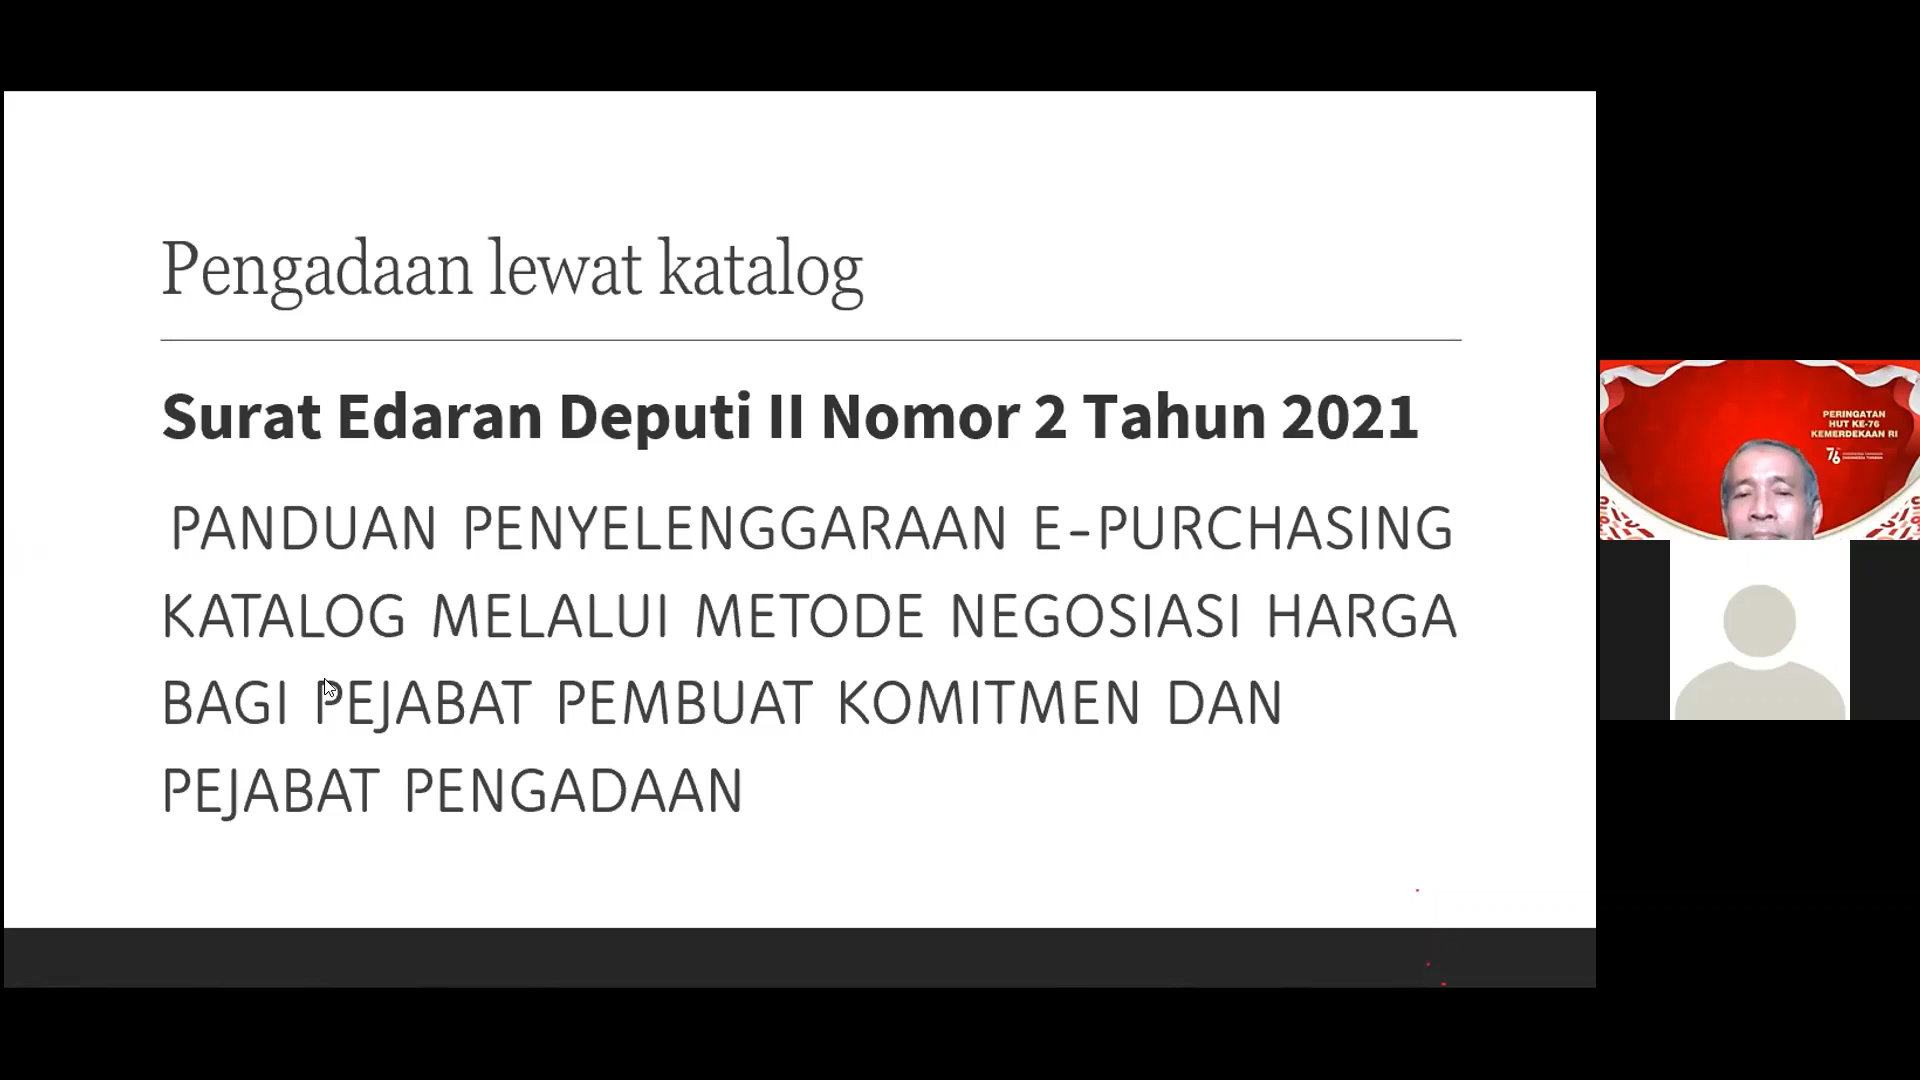 Pengadaan lewat katalog
Surat Edaran Deputi II Nomor 2 Tahun 2021
PANDUAN PENYELENGGARAAN E-PURCHASING
KATALOG MELALUI METODE NEGOSIASI HARGA
BAGI PEJABAT PEMBUAT KOMITMEN DAN
PEJABAT PENGADAAN
PERINGATAN
HUT KE-76
KEMERDEKAAN RI
76